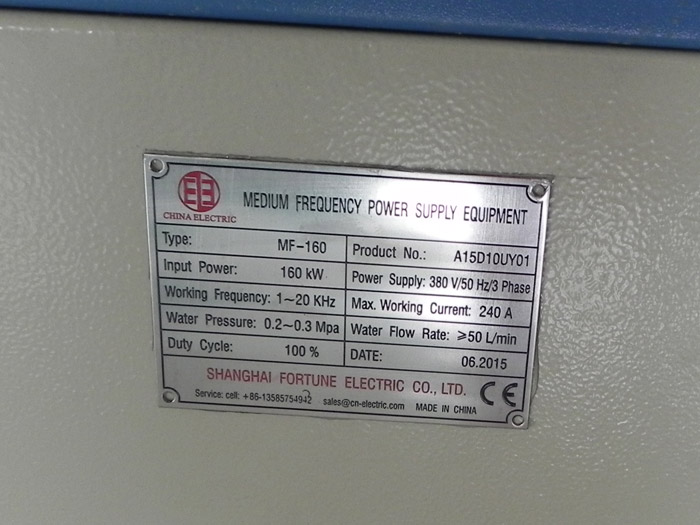 CHINA ELECTRIC
MEDIUM FREQUENCY POWER SUPPLY EQUIPMENT
Type: MF-160 Product No.: A15D10UY01
Input Power: 160 kW Power Supply: 380 V/50 Hz/3 Phase
Working Frequency: 1~20 KHz Max. Working Current: 240 A
Water Pressure: 0.2~0.3 Mpa Water Flow Rate: ≥50 L/min
Duty Cycle: 100 % DATE: 06.2015
SHANGHAI FORTUNE ELECTRIC CO., LTD. CE
Service: cell: +86-13585754942 sales@cn-electric.com MADE IN CHINA